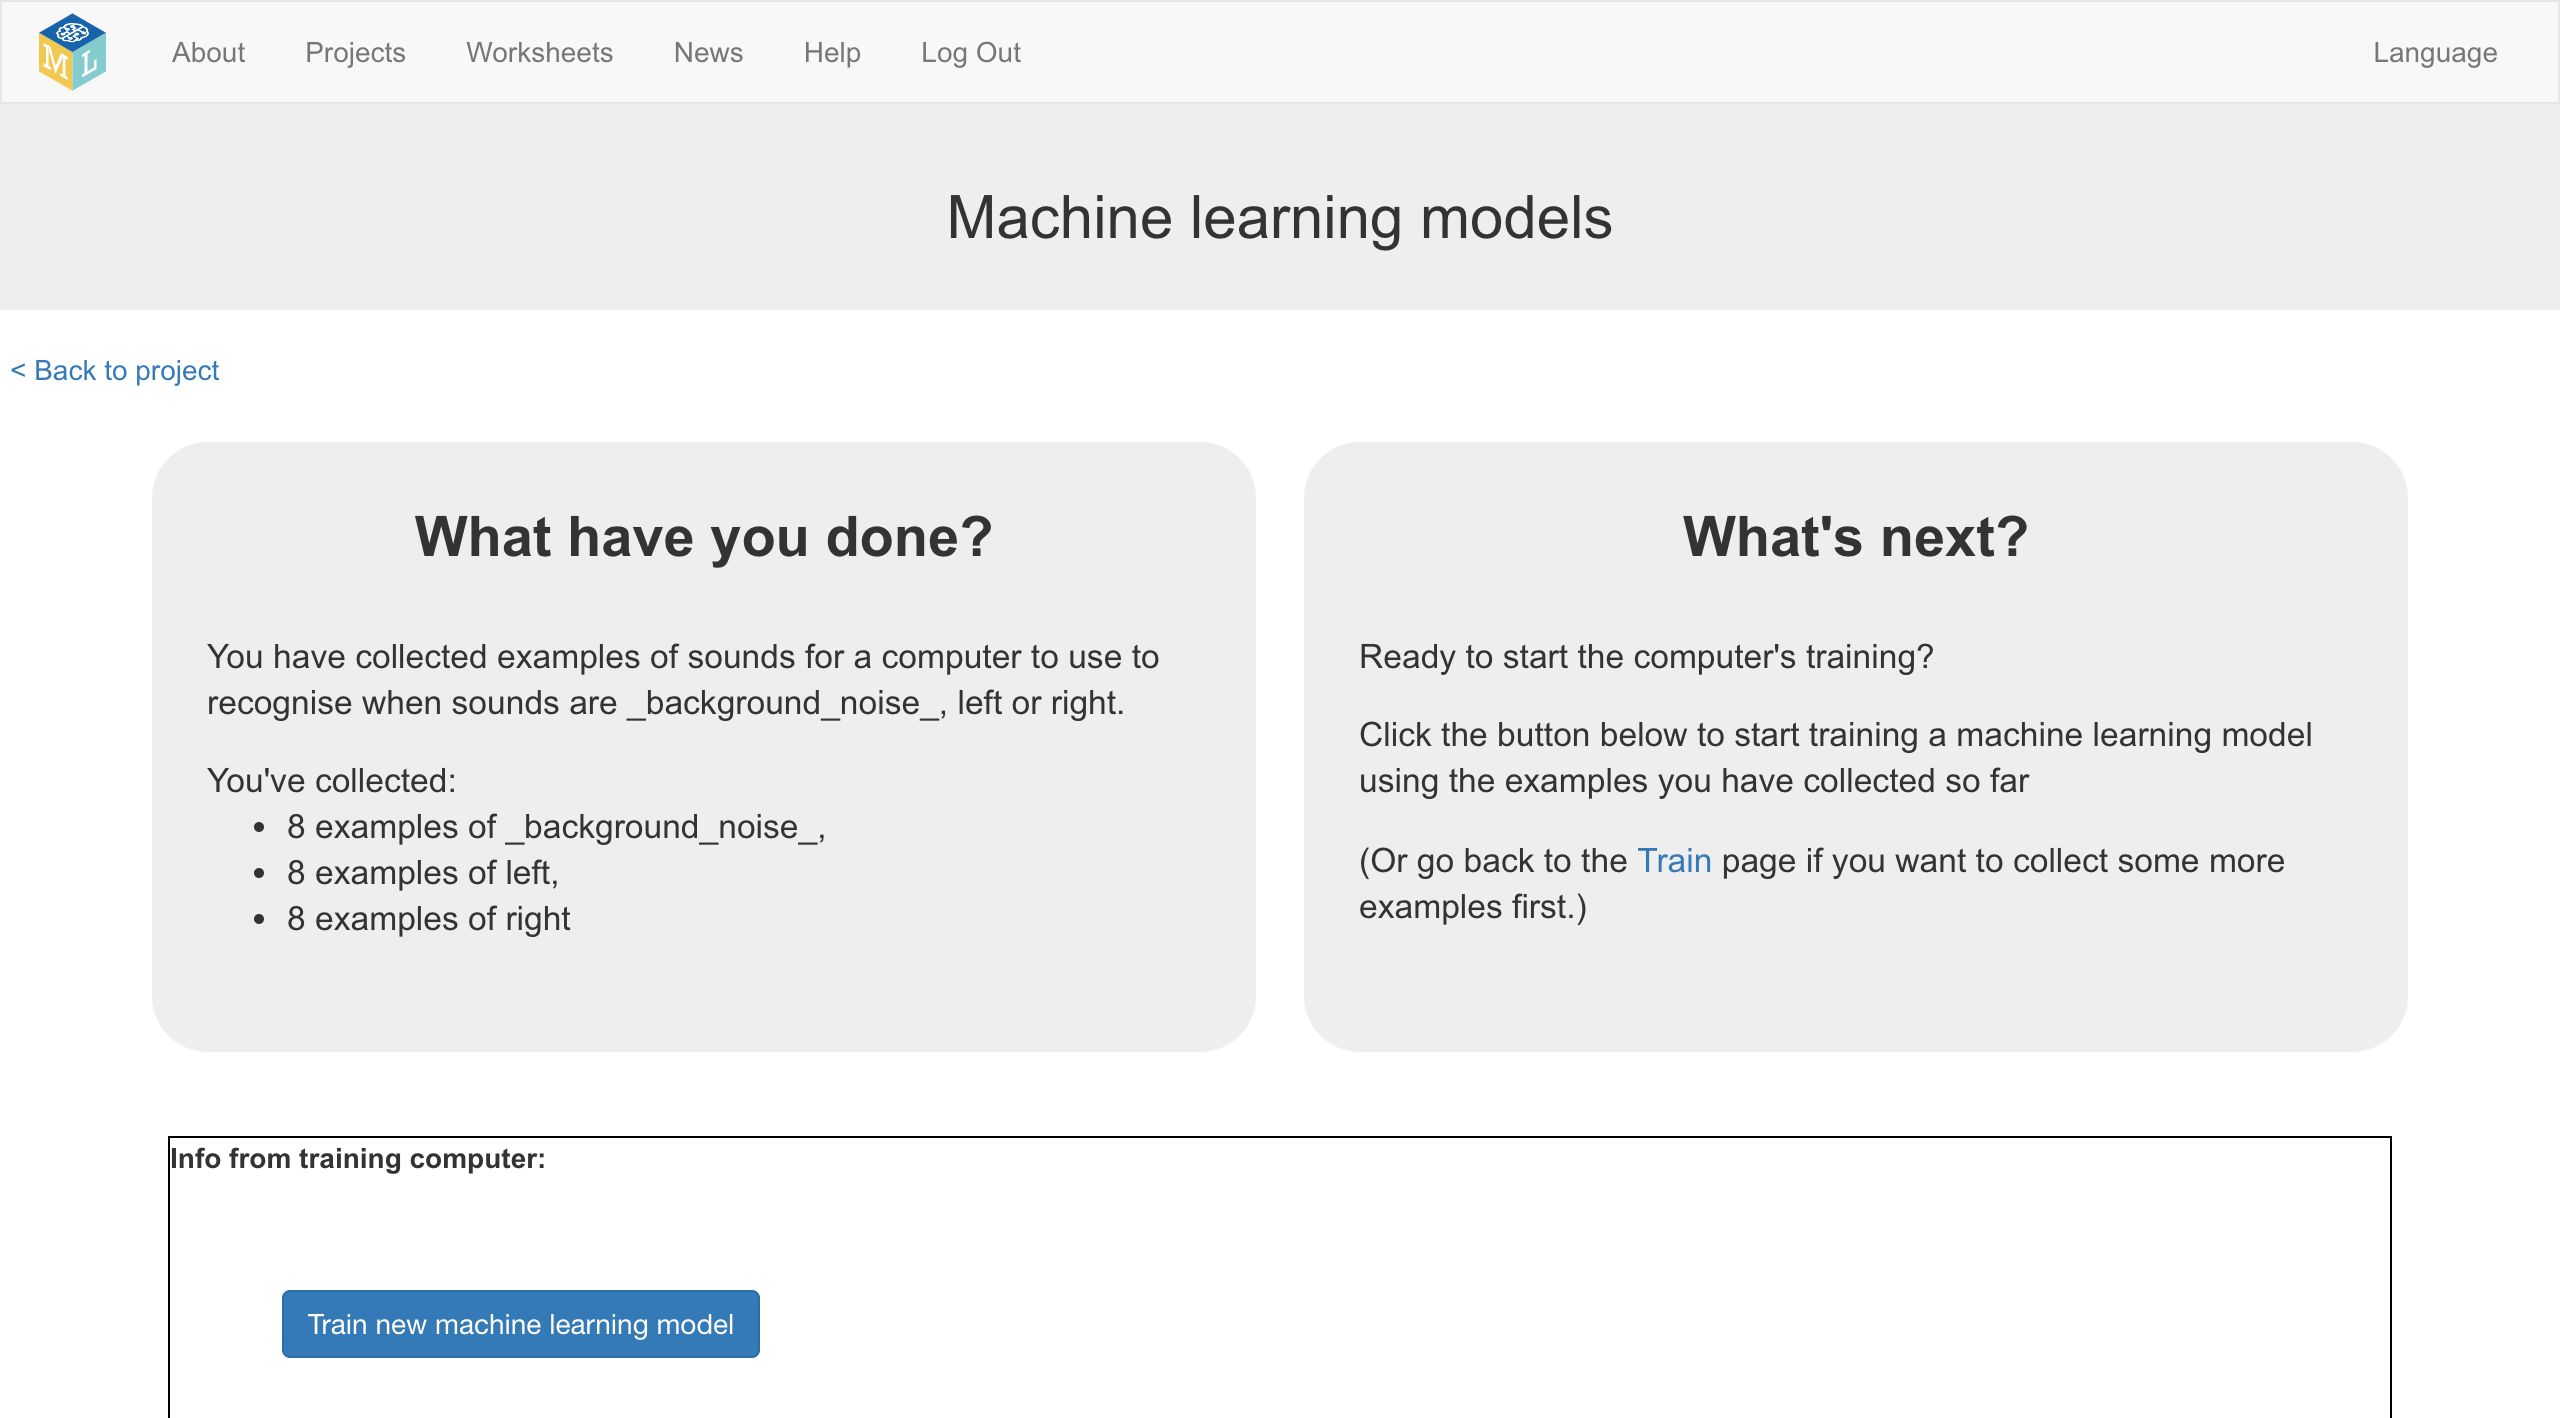 M L
About Projects Worksheets News Help Log Out Language
Machine learning models
< Back to project
What have you done?
You have collected examples of sounds for a computer to use to
recognise when sounds are _background_noise_, left or right.
You've collected:
• 8 examples of _background_noise_,
• 8 examples of left,
• 8 examples of right
What's next?
Ready to start the computer's training?
Click the button below to start training a machine learning model
using the examples you have collected so far
(Or go back to the Train page if you want to collect some more
examples first.)
Info from training computer:
Train new machine learning model